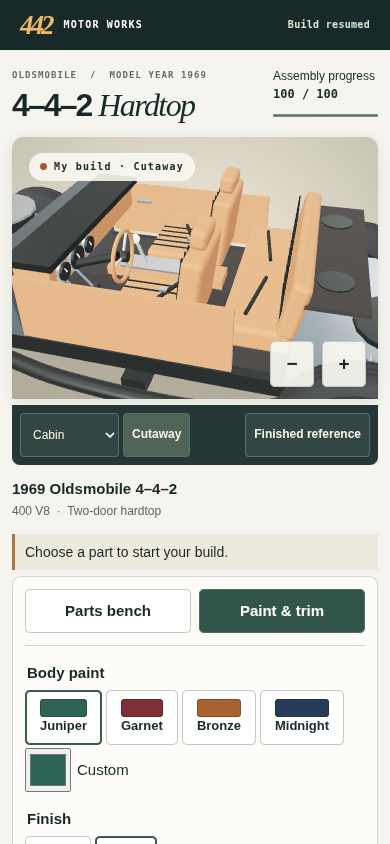 442 MOTOR WORKS
Build resumed
OLDSMOBILE / MODEL YEAR 1969
4–4–2 Hardtop
Assembly progress
100 / 100
My build · Cutaway
− +
Cabin
Cutaway
Finished reference
1969 Oldsmobile 4–4–2
400 V8 · Two-door hardtop
Choose a part to start your build.
Parts bench
Paint & trim
Body paint
Juniper
Garnet
Bronze
Midnight
Custom
Finish